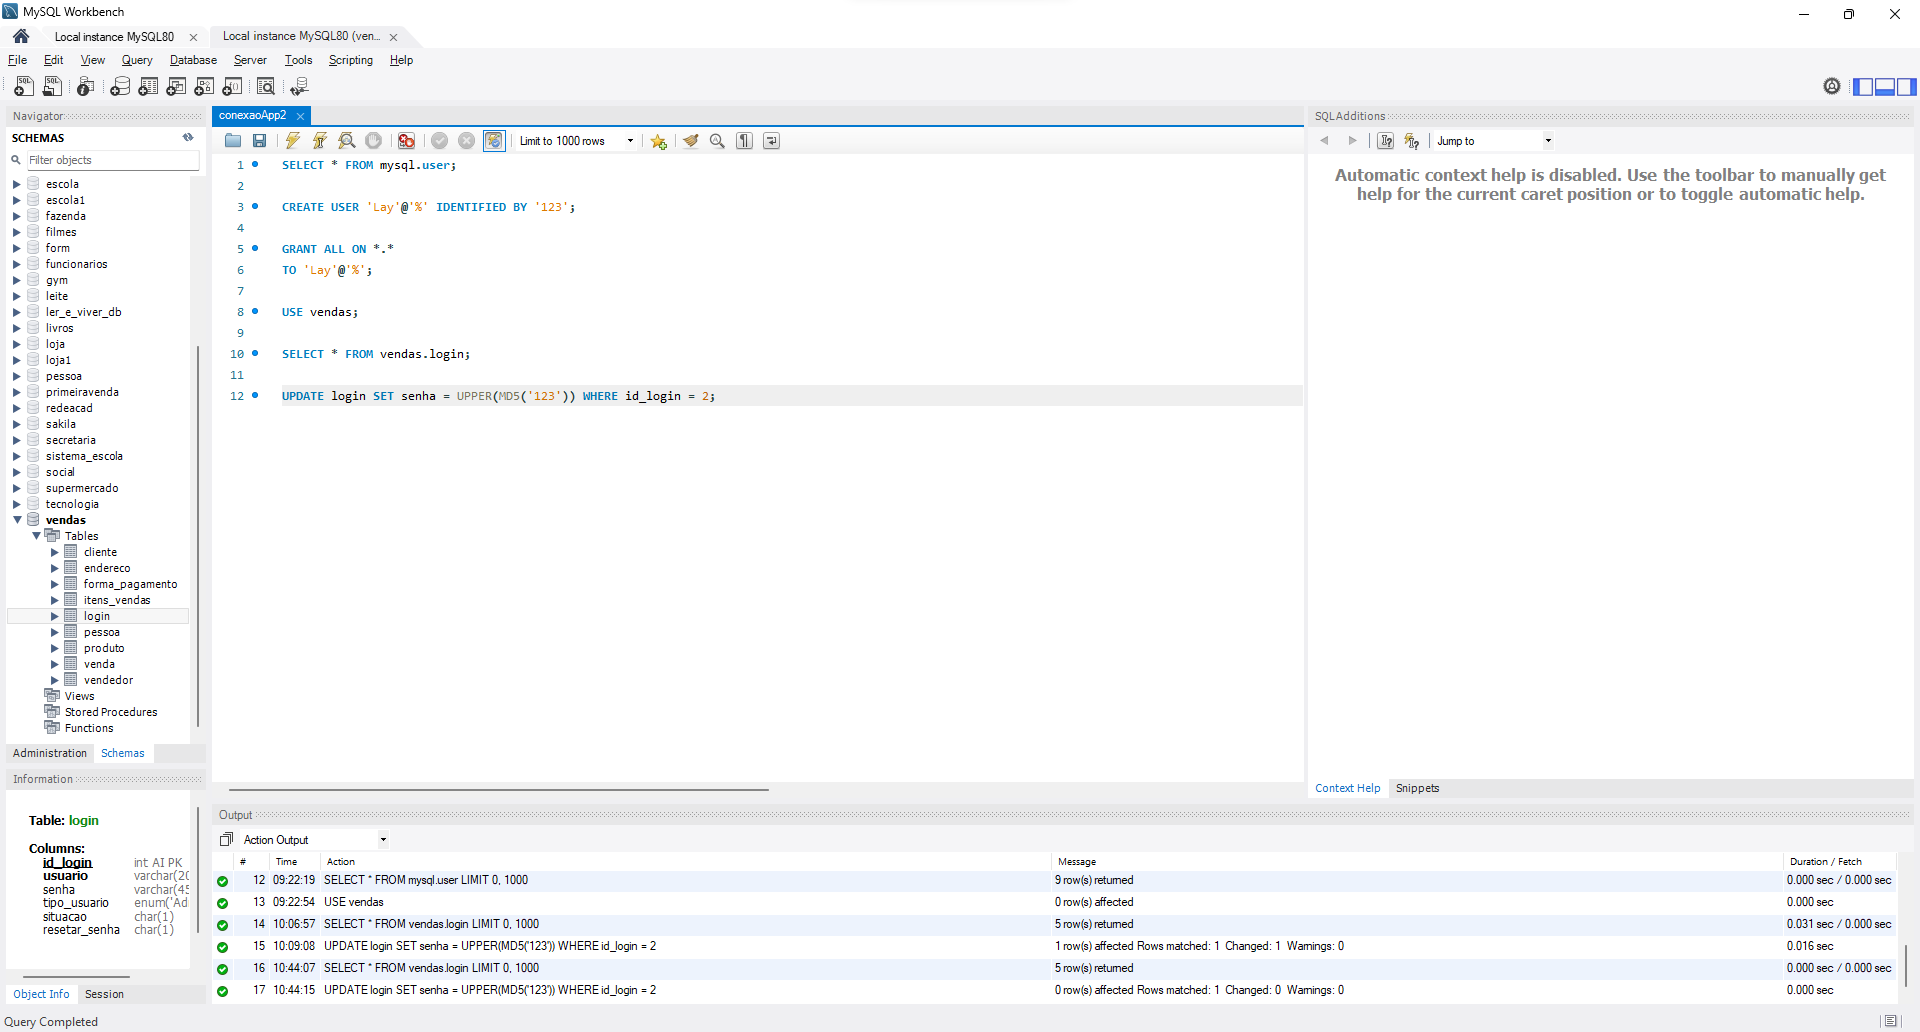 MySQL Workbench
Local instance MySQL80
Local instance MySQL80 (ven...
File Edit View Query Database Server Tools Scripting Help
Navigator
SCHEMAS
Filter objects
escola
escola1
fazenda
filmes
form
funcionarios
gym
leite
ler_e_viver_db
livros
loja
loja1
pessoa
primeiravenda
redeacad
sakila
secretaria
sistema_escola
social
supermercado
tecnologia
vendas
Tables
cliente
endereco
forma_pagamento
itens_vendas
login
pessoa
produto
venda
vendedor
Views
Stored Procedures
Functions
Administration Schemas
Information
Table: login
Columns:
id_login int AI PK
usuario varchar(20
senha varchar(45
tipo_usuario enum('Ad
situacao char(1)
resetar_senha char(1)
Object Info Session
Query Completed
conexaoApp2
Limit to 1000 rows
1 SELECT * FROM mysql.user;
2
3 CREATE USER 'Lay'@'%' IDENTIFIED BY '123';
4
5 GRANT ALL ON *.*
6 TO 'Lay'@'%';
7
8 USE vendas;
9
10 SELECT * FROM vendas.login;
11
12 UPDATE login SET senha = UPPER(MD5('123')) WHERE id_login = 2;
SQLAdditions
Jump to
Automatic context help is disabled. Use the toolbar to manually get
help for the current caret position or to toggle automatic help.
Context Help Snippets
Output
Action Output
# Time Action Message Duration / Fetch
12 09:22:19 SELECT * FROM mysql.user LIMIT 0, 1000 9 row(s) returned 0.000 sec / 0.000 sec
13 09:22:54 USE vendas 0 row(s) affected 0.000 sec
14 10:06:57 SELECT * FROM vendas.login LIMIT 0, 1000 5 row(s) returned 0.031 sec / 0.000 sec
15 10:09:08 UPDATE login SET senha = UPPER(MD5('123')) WHERE id_login = 2 1 row(s) affected Rows matched: 1 Changed: 1 Warnings: 0 0.016 sec
16 10:44:07 SELECT * FROM vendas.login LIMIT 0, 1000 5 row(s) returned 0.000 sec / 0.000 sec
17 10:44:15 UPDATE login SET senha = UPPER(MD5('123')) WHERE id_login = 2 0 row(s) affected Rows matched: 1 Changed: 0 Warnings: 0 0.000 sec